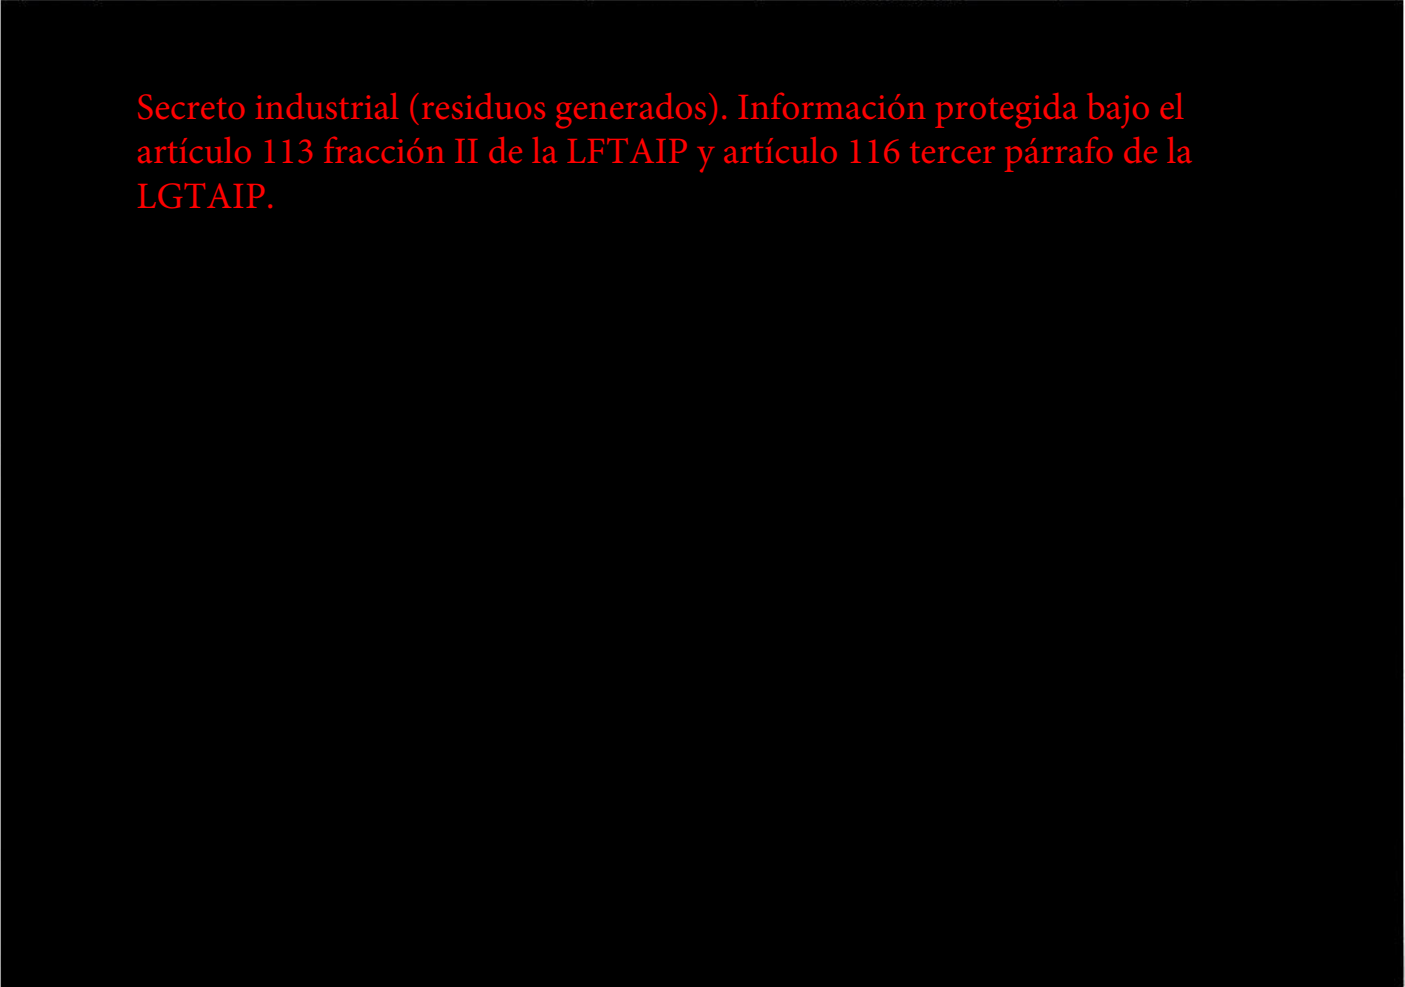 Secreto industrial (residuos generados). Información protegida bajo el
artículo 113 fracción II de la LFTAIP y artículo 116 tercer párrafo de la
LGTAIP.